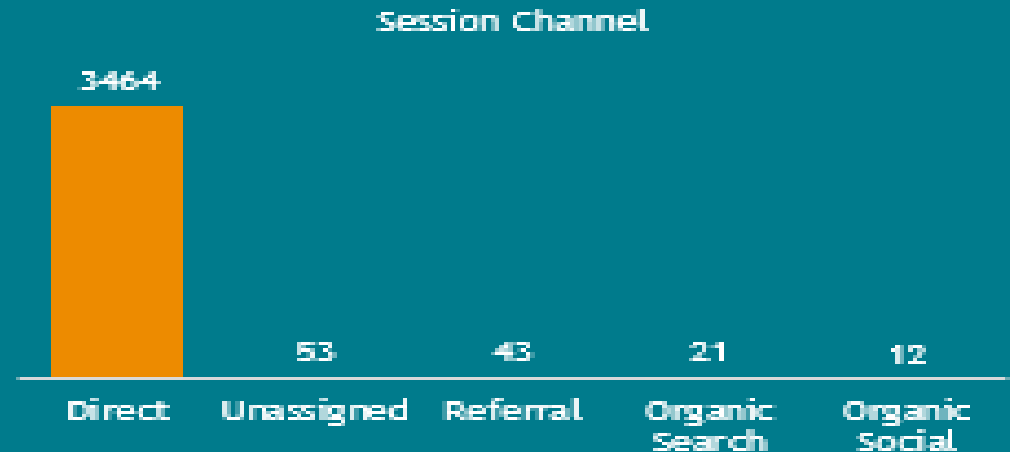 Session Channel
3464
53
43
21
12
Direct
Unassigned
Referral
Organic
Search
Organic
Social